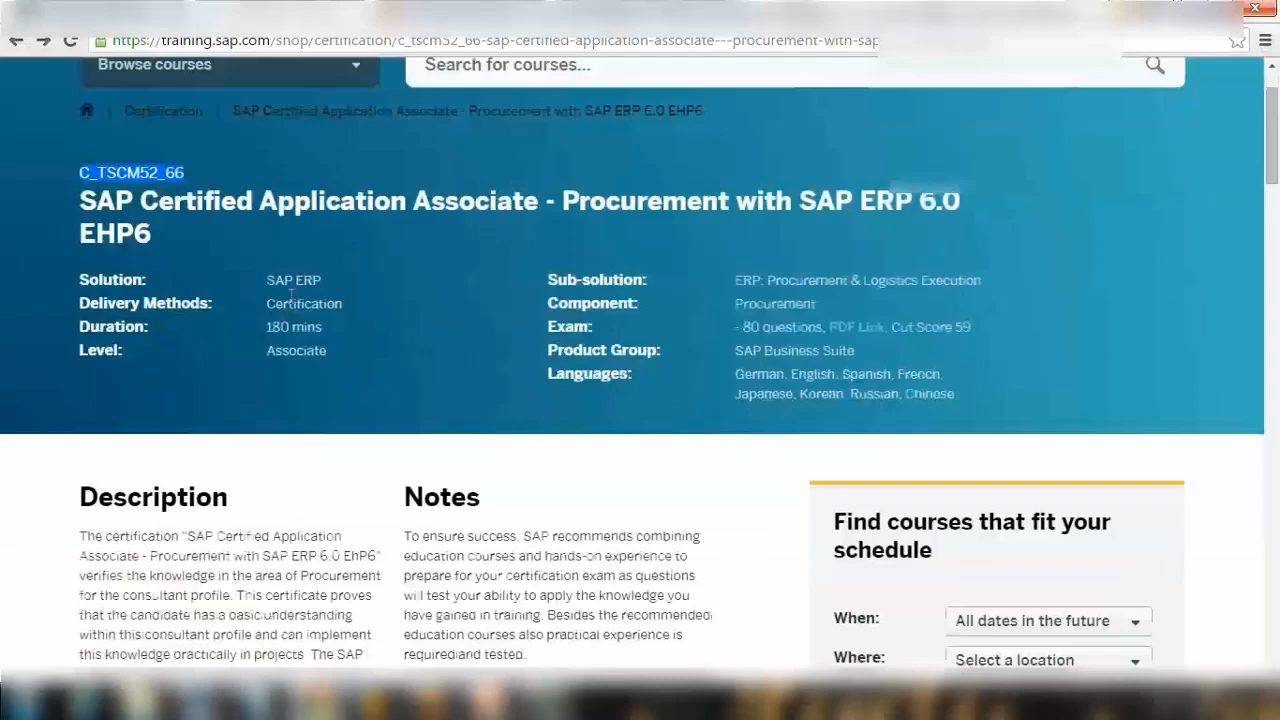 https://training.sap.com/shop/certification/c_tscm52_66-sap-certified-application-associate---procurement-with-sap
Browse courses
Search for courses...
Certification | SAP Certified Application Associate - Procurement with SAP ERP 6.0 EHP6
C_TSCM52_66
SAP Certified Application Associate - Procurement with SAP ERP 6.0
EHP6
Solution: SAP ERP
Delivery Methods: Certification
Duration: 180 mins
Level: Associate
Sub-solution: ERP: Procurement & Logistics Execution
Component: Procurement
Exam: - 80 questions, PDF Link, Cut Score 59
Product Group: SAP Business Suite
Languages: German, English, Spanish, French,
Japanese, Korean, Russian, Chinese
Description
The certification "SAP Certified Application
Associate - Procurement with SAP ERP 6.0 EhP6"
verifies the knowledge in the area of Procurement
for the consultant profile. This certificate proves
that the candidate has a basic understanding
within this consultant profile and can implement
this knowledge practically in projects. The SAP
Notes
To ensure success, SAP recommends combining
education courses and hands-on experience to
prepare for your certification exam as questions
will test your ability to apply the knowledge you
have gained in training. Besides the recommended
education courses also practical experience is
requiredand tested.
Find courses that fit your
schedule
When: All dates in the future
Where: Select a location